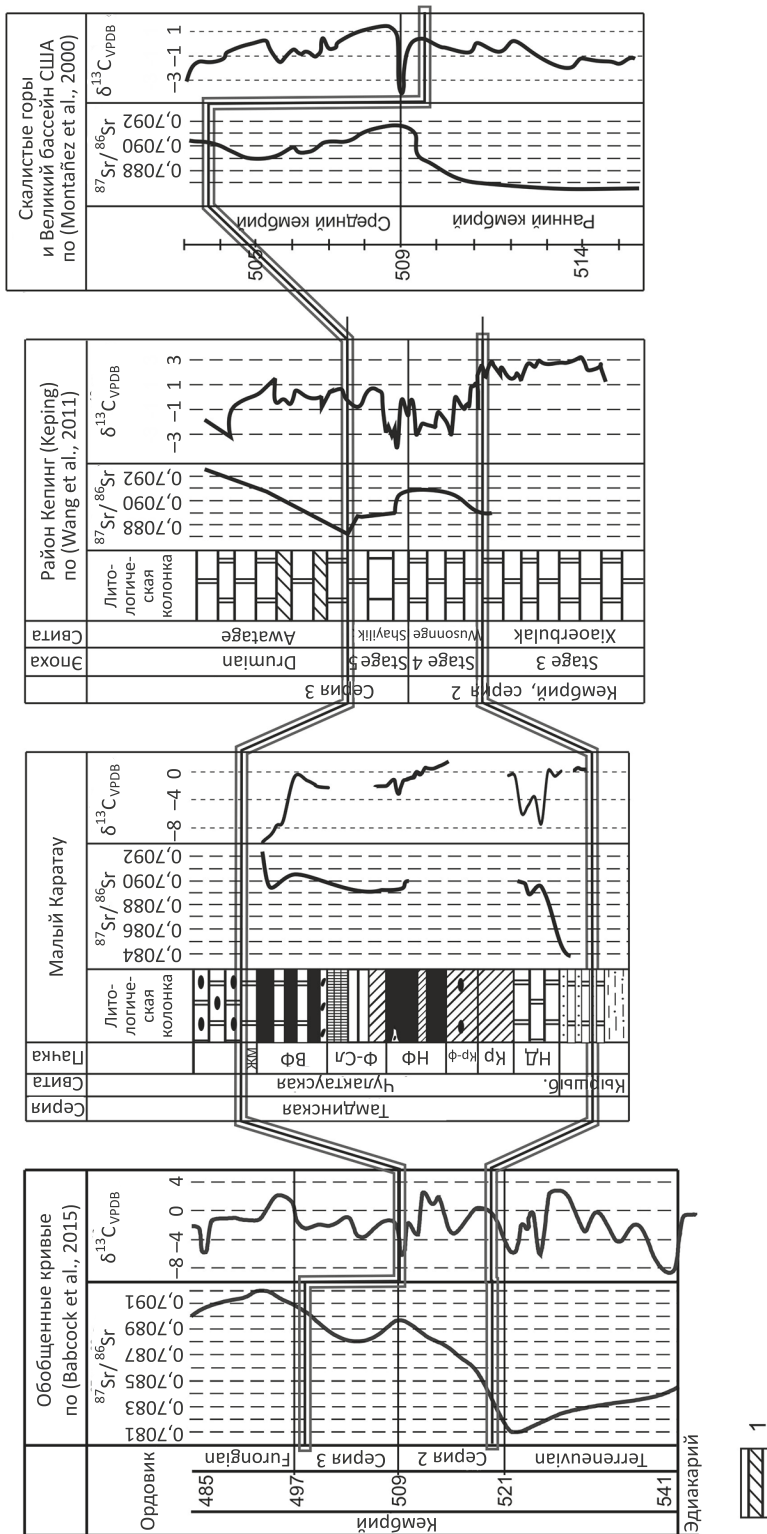 Скалистые горы
и Великий бассейн США
по (Montañez et al., 2000)
δ¹³C_VPDB
1
−1
−3
⁸⁷Sr/⁸⁶Sr
0,7092
0,7090
0,7088
Средний кембрий
Ранний кембрий
505
509
514
Район Кепинг (Keping)
по (Wang et al., 2011)
δ¹³C_VPDB
3
1
−1
−3
⁸⁷Sr/⁸⁶Sr
0,7092
0,7090
0,7088
Лито-
логиче-
ская
колонка
Свита
Awatage
Shayilik
Wusonnge
Xiaoerbulak
Эпоха
Drumian
Stage5
Stage 4
Stage 3
Серия 3
Кембрий, серия 2
Малый Каратау
δ¹³C_VPDB
0
−4
−8
⁸⁷Sr/⁸⁶Sr
0,7092
0,7090
0,7088
0,7086
0,7084
Лито-
логиче-
ская
колонка
Пачка
ЖМ
ВФ
Ф-Сл
НФ
Кр-ф
Кр
НД
Свита
Чулактауская
Кыршыб.
Серия
Тамдинская
Обобщенные кривые
по (Babcock et al., 2015)
δ¹³C_VPDB
4
0
−4
−8
⁸⁷Sr/⁸⁶Sr
0,7091
0,7089
0,7087
0,7085
0,7083
0,7081
Ордовик
Furongian
Серия 3
Серия 2
Terreneuvian
485
497
509
521
541
Кембрий
Эдиакарий
1